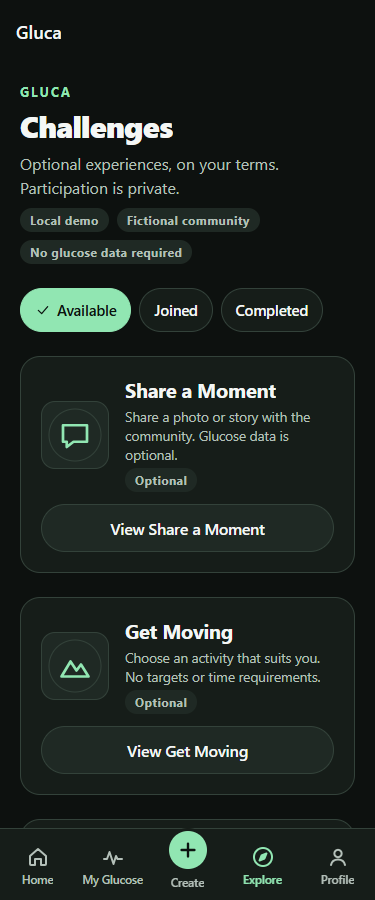 Gluca
GLUCA
Challenges
Optional experiences, on your terms.
Participation is private.
Local demo
Fictional community
No glucose data required
Available
Joined
Completed
Share a Moment
Share a photo or story with the
community. Glucose data is
optional.
Optional
View Share a Moment
Get Moving
Choose an activity that suits you.
No targets or time requirements.
Optional
View Get Moving
Home
My Glucose
Create
Explore
Profile